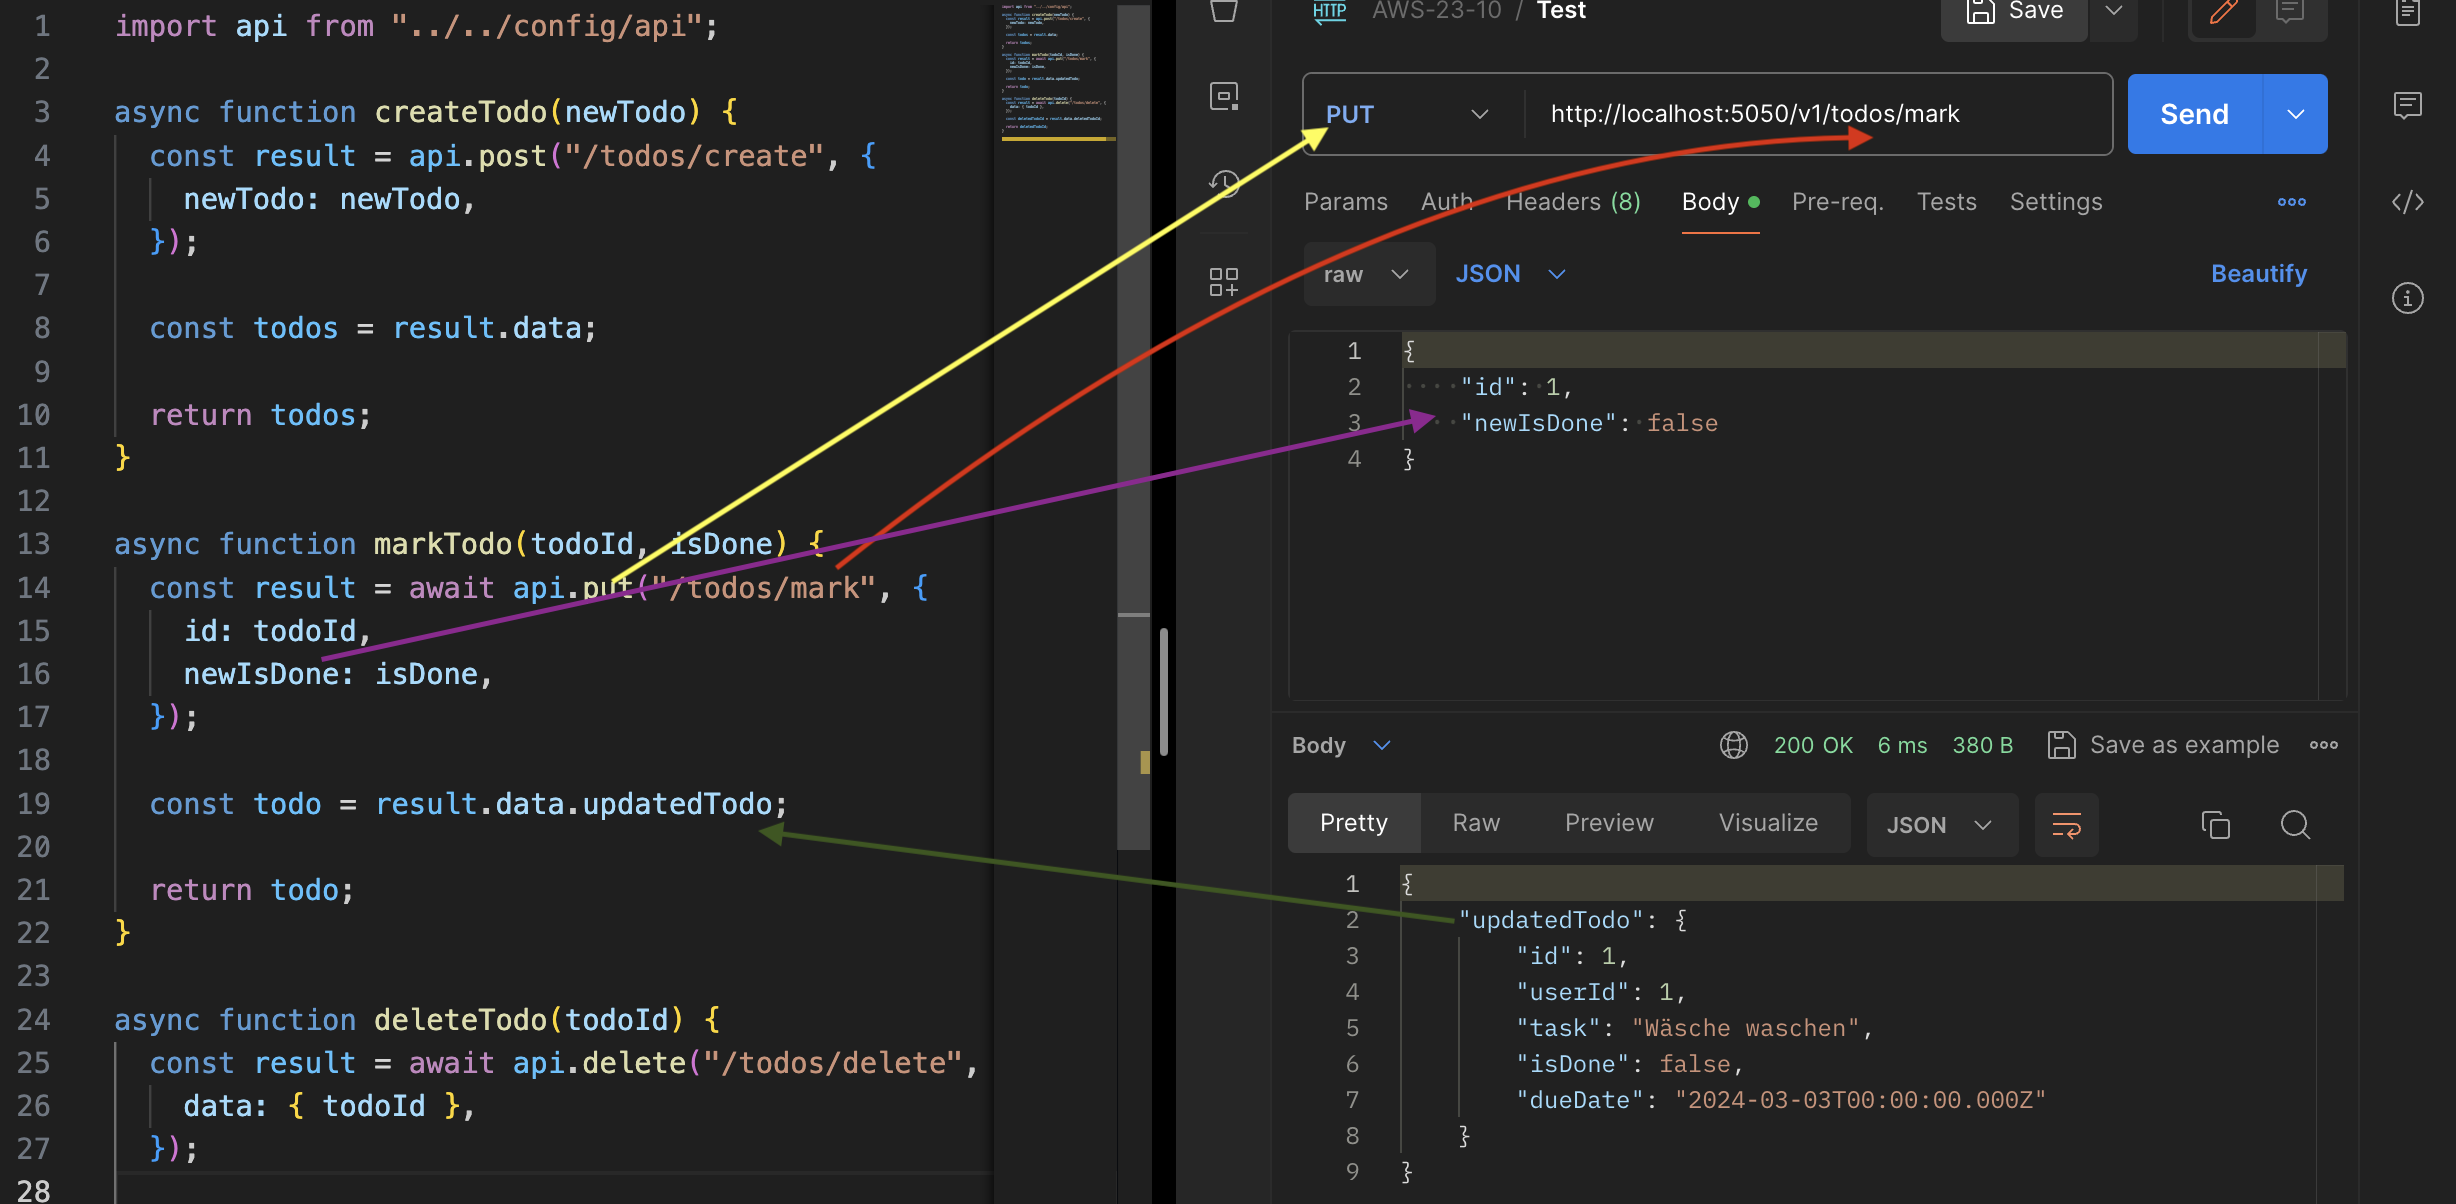 1 import api from "../../config/api";
2
3 async function createTodo(newTodo) {
4 const result = api.post("/todos/create", {
5 newTodo: newTodo,
6 });
7
8 const todos = result.data;
9
10 return todos;
11 }
12
13 async function markTodo(todoId, isDone) {
14 const result = await api.put("/todos/mark", {
15 id: todoId,
16 newIsDone: isDone,
17 });
18
19 const todo = result.data.updatedTodo;
20
21 return todo;
22 }
23
24 async function deleteTodo(todoId) {
25 const result = await api.delete("/todos/delete",
26 data: { todoId },
27 });
28
HTTP AWS-23-10 / Test Save
PUT http://localhost:5050/v1/todos/mark Send
Params Auth Headers (8) Body Pre-req. Tests Settings
raw JSON Beautify
1 {
2 "id": 1,
3 "newIsDone": false
4 }
Body 200 OK 6 ms 380 B Save as example
Pretty Raw Preview Visualize JSON
1 {
2 "updatedTodo": {
3 "id": 1,
4 "userId": 1,
5 "task": "Wäsche waschen",
6 "isDone": false,
7 "dueDate": "2024-03-03T00:00:00.000Z"
8 }
9 }